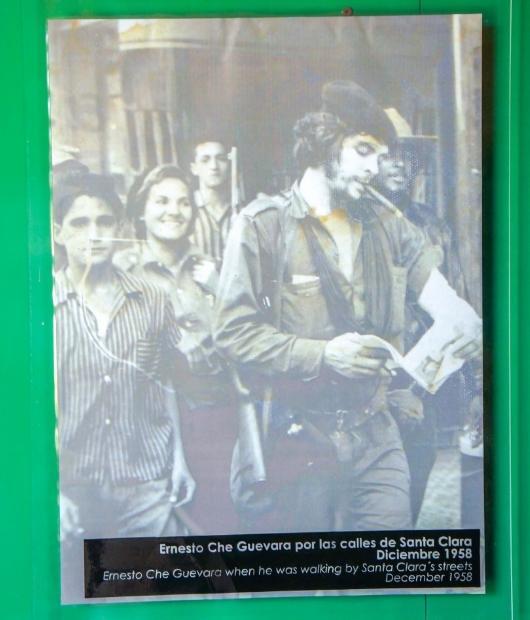 Ernesto Che Guevara por las calles de Santa Clara
Diciembre 1958
Ernesto Che Guevara when he was walking by Santa Clara´s streets
December 1958